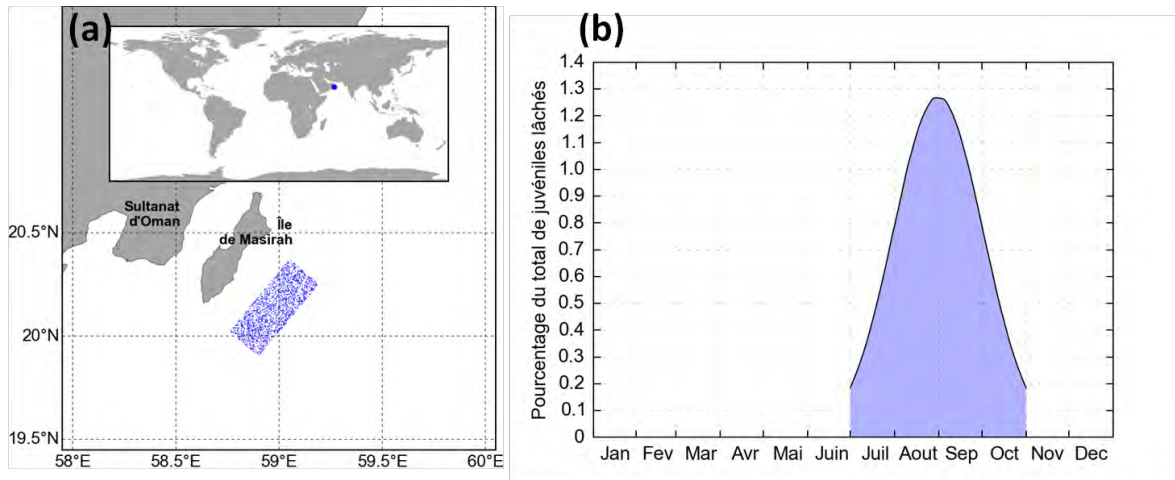 (a)
Sultanat
d'Oman
Île
de Masirah
20.5°N
20°N
19.5°N
58°E 58.5°E 59°E 59.5°E 60°E
(b)
Pourcentage du total de juvéniles lâchés
1.4
1.3
1.2
1.1
1.0
0.9
0.8
0.7
0.6
0.5
0.4
0.3
0.2
0.1
0
Jan Fev Mar Avr Mai Juin Juil Aout Sep Oct Nov Dec